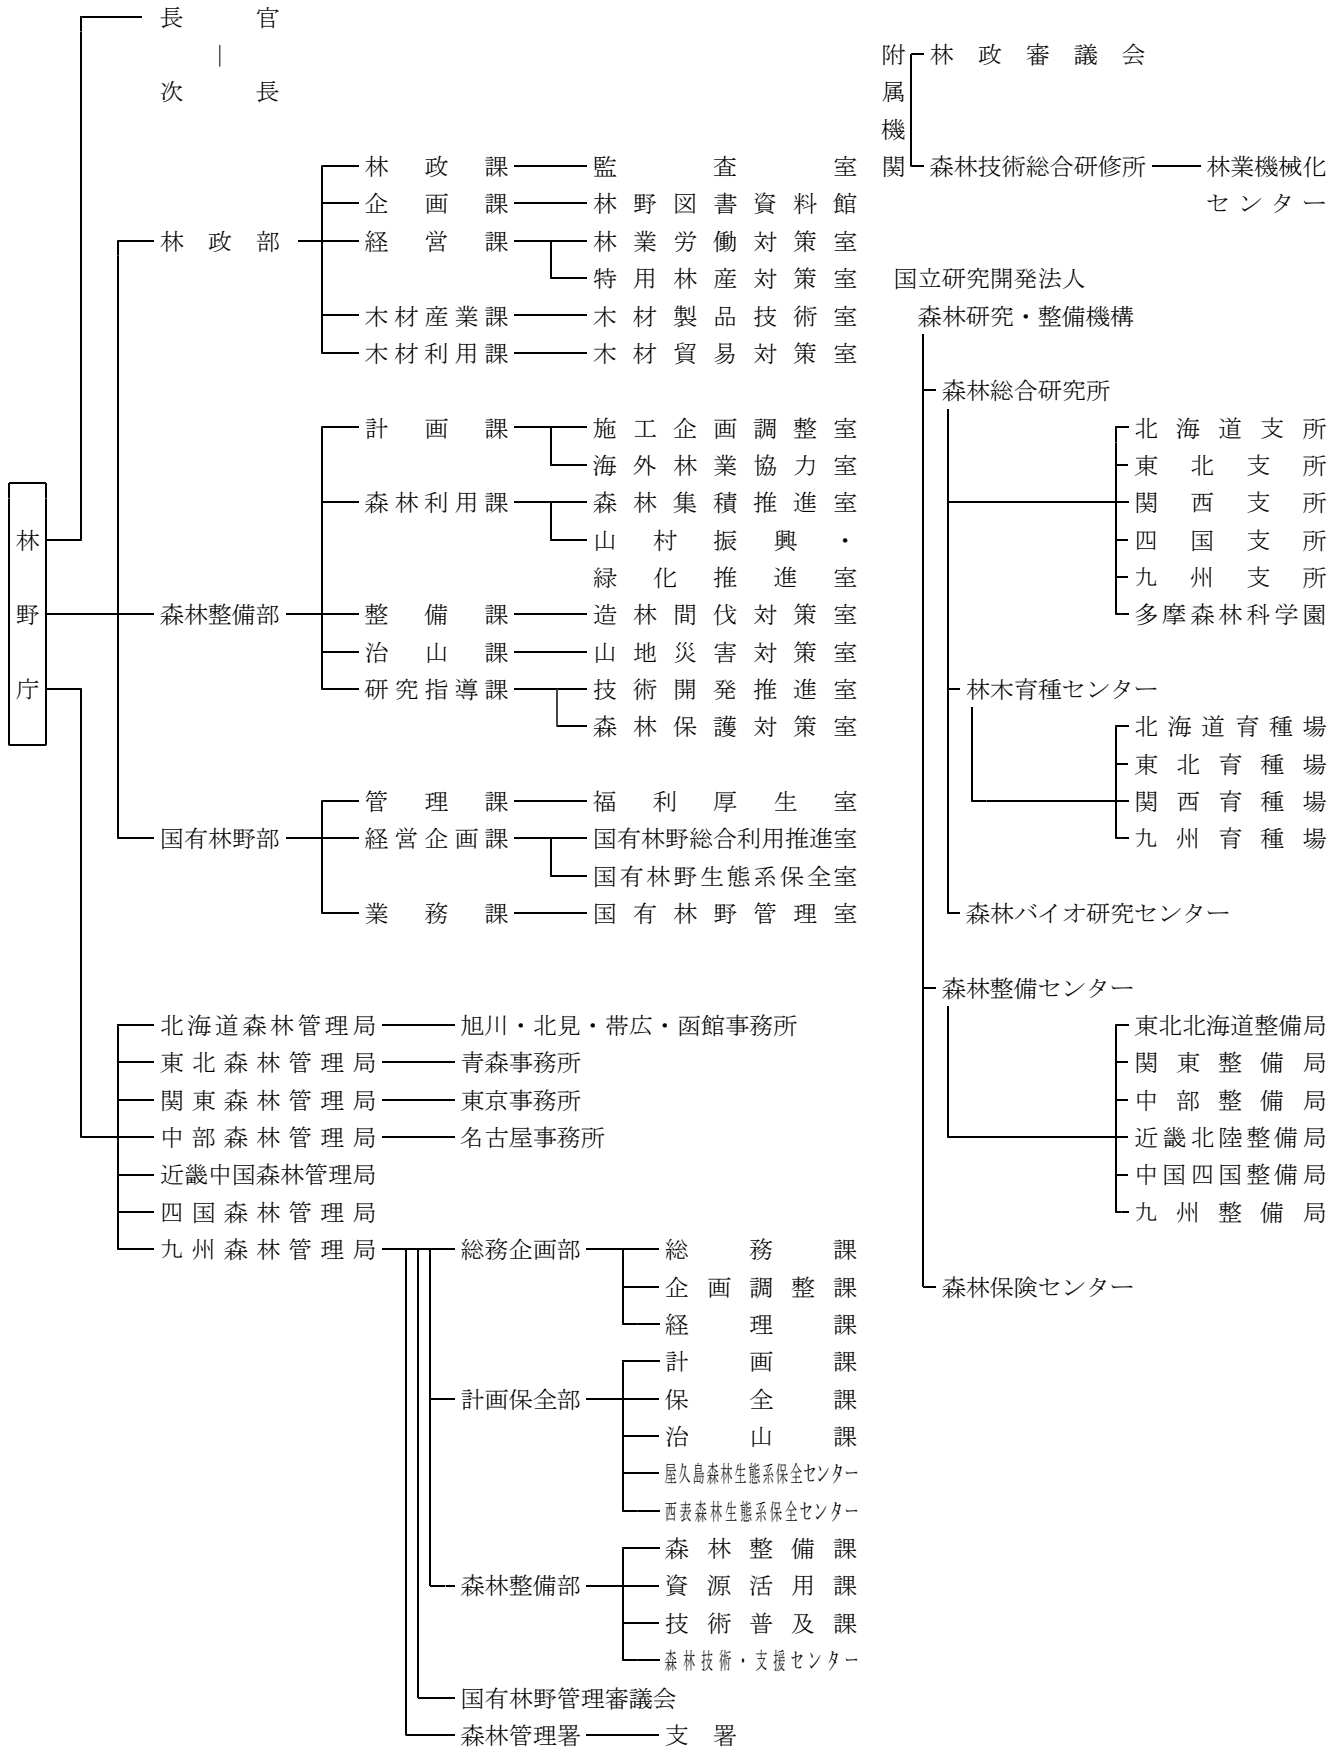 長官
｜
次長
林野庁
林政部
林政課
監査室
企画課
林野図書資料館
経営課
林業労働対策室
特用林産対策室
木材産業課
木材製品技術室
木材利用課
木材貿易対策室
森林整備部
計画課
施工企画調整室
海外林業協力室
森林利用課
森林集積推進室
山村振興・
緑化推進室
整備課
造林間伐対策室
治山課
山地災害対策室
研究指導課
技術開発推進室
森林保護対策室
国有林野部
管理課
福利厚生室
経営企画課
国有林野総合利用推進室
国有林野生態系保全室
業務課
国有林野管理室
北海道森林管理局
旭川・北見・帯広・函館事務所
東北森林管理局
青森事務所
関東森林管理局
東京事務所
中部森林管理局
名古屋事務所
近畿中国森林管理局
四国森林管理局
九州森林管理局
総務企画部
総務課
企画調整課
経理課
計画保全部
計画課
保全課
治山課
屋久島森林生態系保全センター
西表森林生態系保全センター
森林整備部
森林整備課
資源活用課
技術普及課
森林技術・支援センター
国有林野管理審議会
森林管理署
支署
附属機関
林政審議会
森林技術総合研修所
林業機械化
センター
国立研究開発法人
森林研究・整備機構
森林総合研究所
北海道支所
東北支所
関西支所
四国支所
九州支所
多摩森林科学園
林木育種センター
北海道育種場
東北育種場
関西育種場
九州育種場
森林バイオ研究センター
森林整備センター
東北北海道整備局
関東整備局
中部整備局
近畿北陸整備局
中国四国整備局
九州整備局
森林保険センター